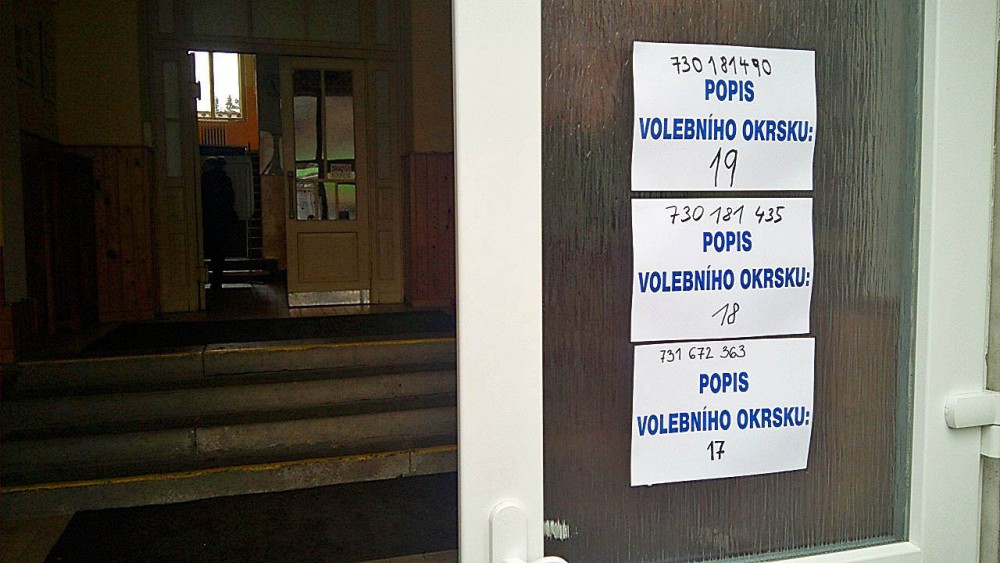 730 181 490
POPIS
VOLEBNÍHO OKRSKU:
19
730 181 435
POPIS
VOLEBNÍHO OKRSKU:
18
731 672 363
POPIS
VOLEBNÍHO OKRSKU:
17